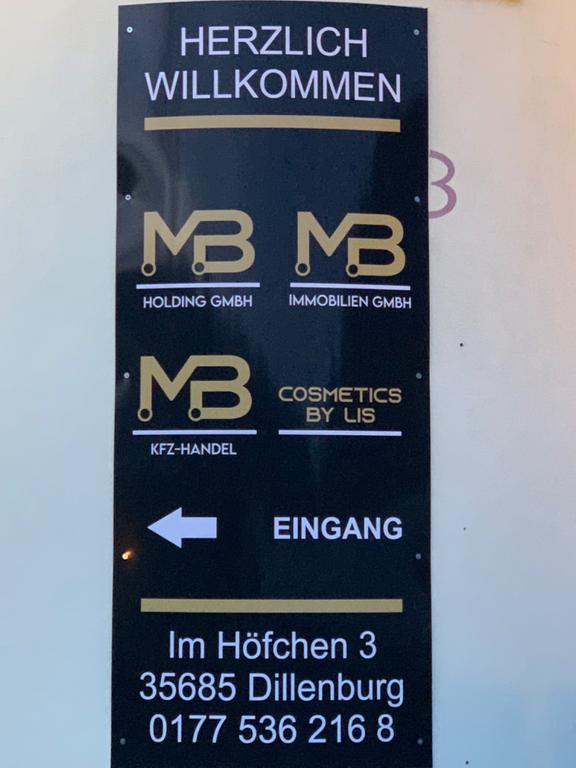 HERZLICH
WILLKOMMEN
3
MB MB
HOLDING GMBH IMMOBILIEN GMBH
MB COSMETICS
BY LIS
KFZ-HANDEL
EINGANG
Im Höfchen 3
35685 Dillenburg
0177 536 216 8